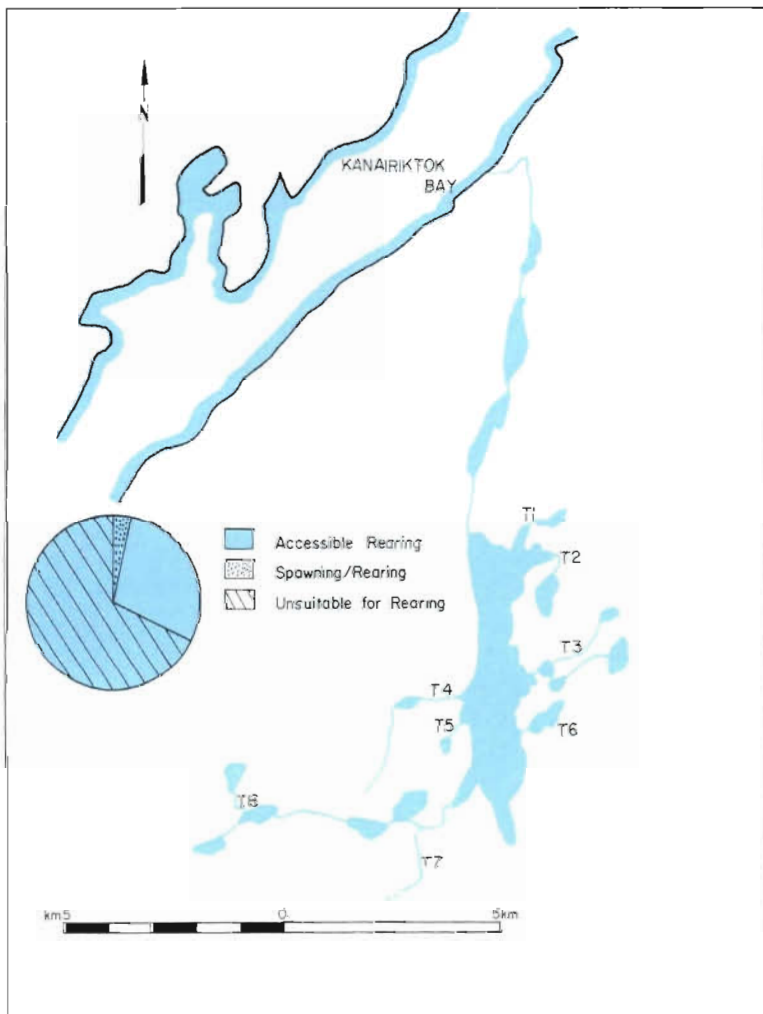 N
KANAIRIKTOK
BAY
Accessible Rearing
Spawning/Rearing
Unsuitable for Rearing
T1
T2
T3
T4
T5
T6
T8
T7
km5
0
5km